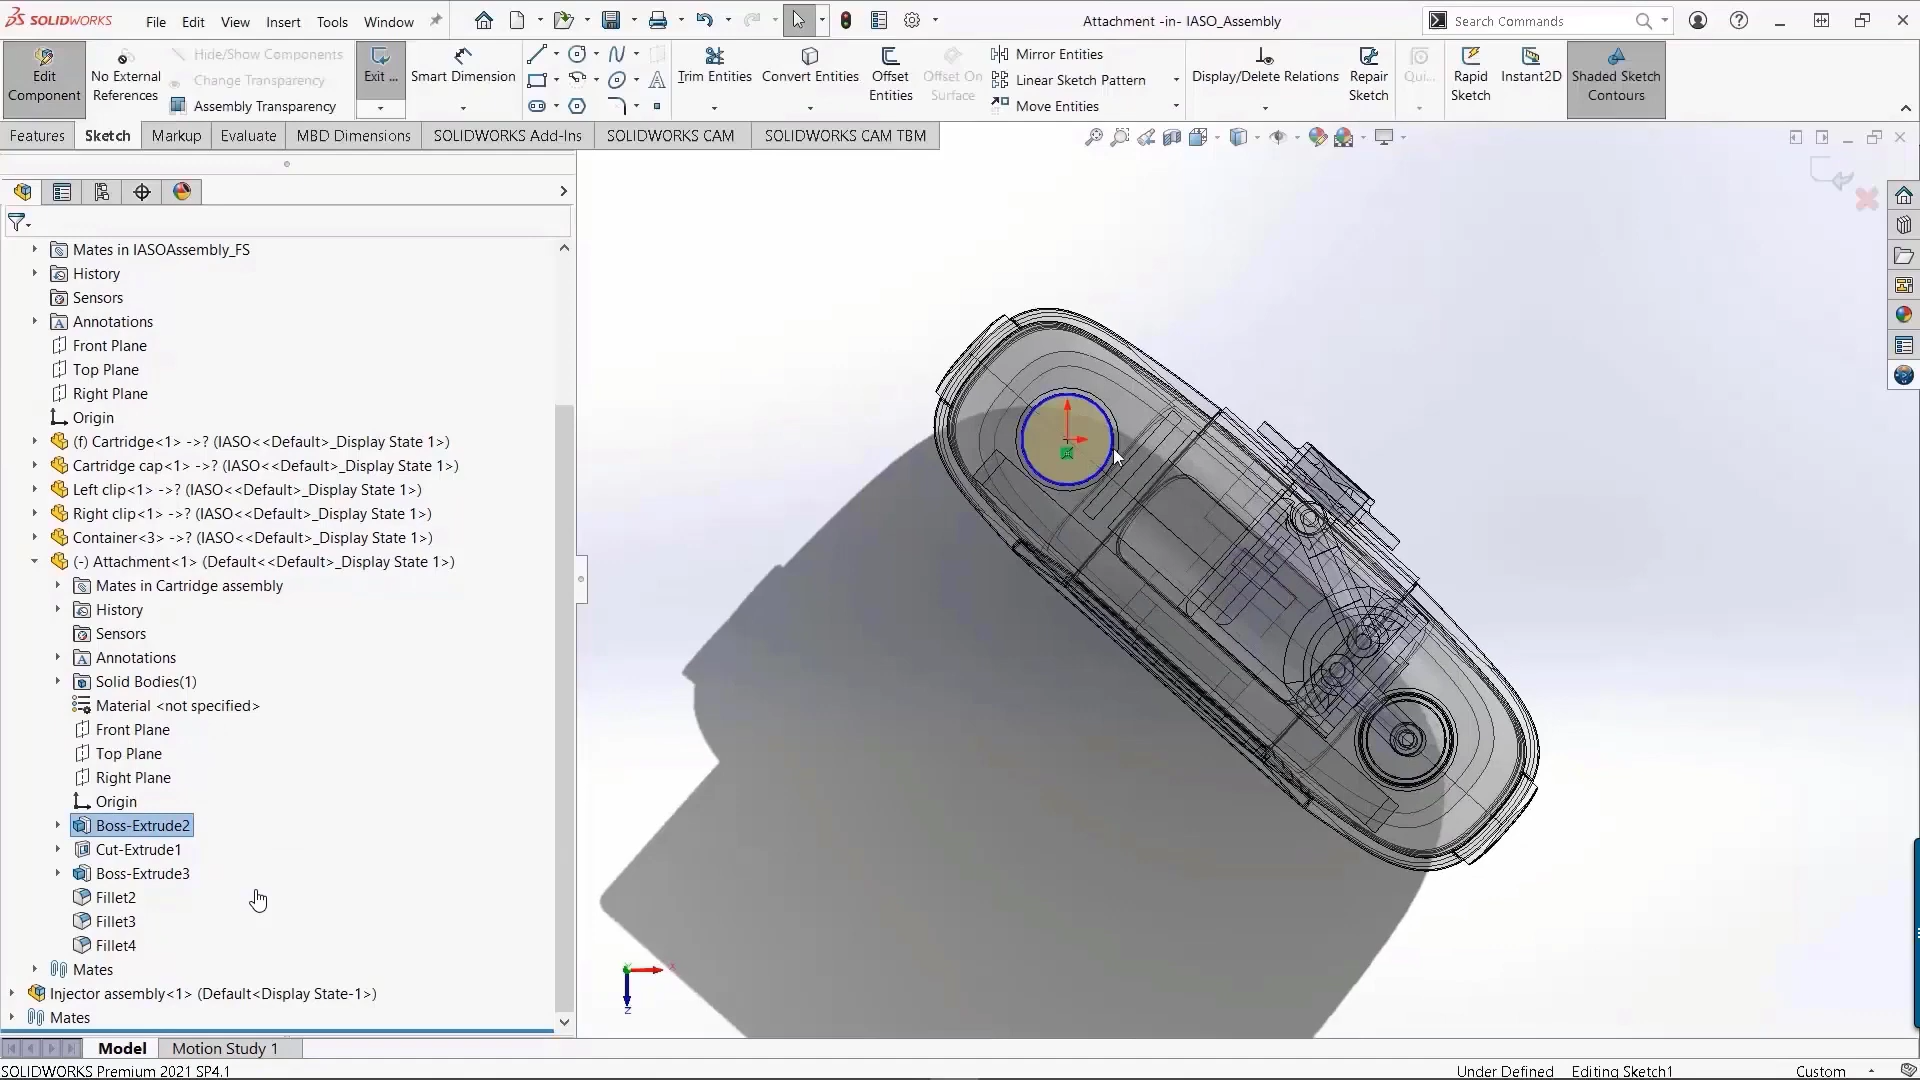 SOLIDWORKS File Edit View Insert Tools Window Attachment -in- IASO_Assembly Search Commands
Edit Component
No External References
Hide/Show Components
Change Transparency
Assembly Transparency
Exit ...
Smart Dimension
Trim Entities
Convert Entities
Offset Entities
Offset On Surface
Mirror Entities
Linear Sketch Pattern
Move Entities
Display/Delete Relations
Repair Sketch
Qui...
Rapid Sketch
Instant2D
Shaded Sketch Contours
Features Sketch Markup Evaluate MBD Dimensions SOLIDWORKS Add-Ins SOLIDWORKS CAM SOLIDWORKS CAM TBM
Mates in IASOAssembly_FS
History
Sensors
Annotations
Front Plane
Top Plane
Right Plane
Origin
(f) Cartridge<1> ->? (IASO<<Default>_Display State 1>)
Cartridge cap<1> ->? (IASO<<Default>_Display State 1>)
Left clip<1> ->? (IASO<<Default>_Display State 1>)
Right clip<1> ->? (IASO<<Default>_Display State 1>)
Container<3> ->? (IASO<<Default>_Display State 1>)
(-) Attachment<1> (Default<<Default>_Display State 1>)
Mates in Cartridge assembly
History
Sensors
Annotations
Solid Bodies(1)
Material <not specified>
Front Plane
Top Plane
Right Plane
Origin
Boss-Extrude2
Cut-Extrude1
Boss-Extrude3
Fillet2
Fillet3
Fillet4
Mates
Injector assembly<1> (Default<Display State-1>)
Mates
X
Z
Model Motion Study 1
SOLIDWORKS Premium 2021 SP4.1 Under Defined Editing Sketch1 Custom